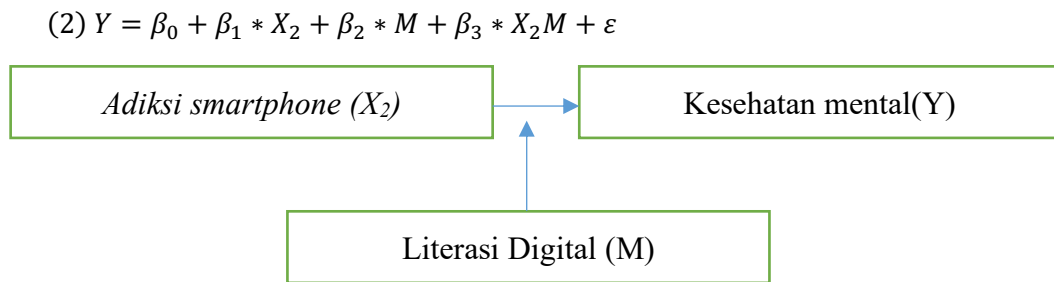 (2) 𝑌 = 𝛽₀ + 𝛽₁ ∗ 𝑋₂ + 𝛽₂ ∗ 𝑀 + 𝛽₃ ∗ 𝑋₂𝑀 + 𝜀
Adiksi smartphone (X₂)
Kesehatan mental(Y)
Literasi Digital (M)